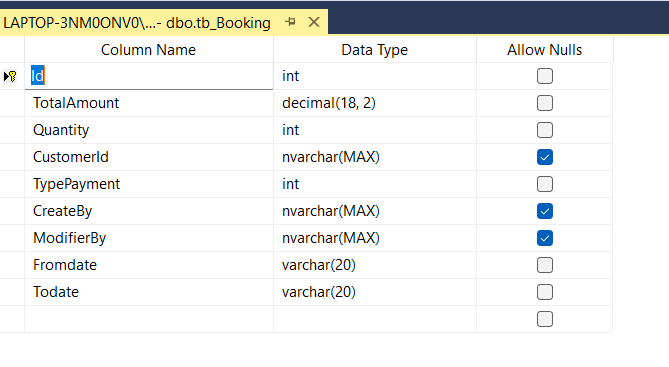 LAPTOP-3NM0ONV0\...- dbo.tb_Booking
Column Name Data Type Allow Nulls
Id int
TotalAmount decimal(18, 2)
Quantity int
CustomerId nvarchar(MAX)
TypePayment int
CreateBy nvarchar(MAX)
ModifierBy nvarchar(MAX)
Fromdate varchar(20)
Todate varchar(20)